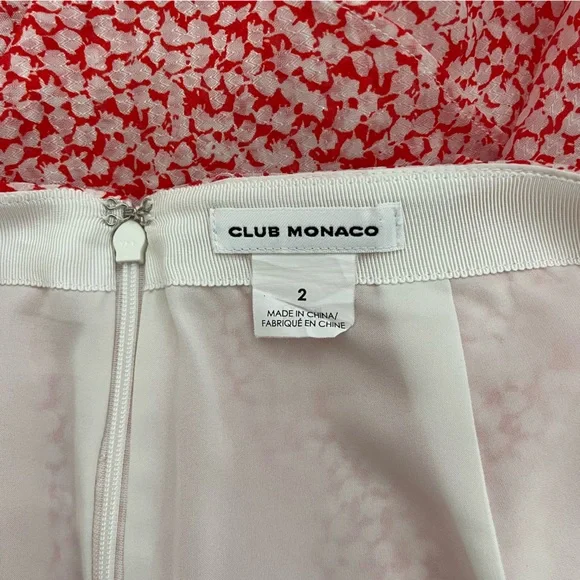 CLUB MONACO
2
MADE IN CHINA/
FABRIQUÉ EN CHINE